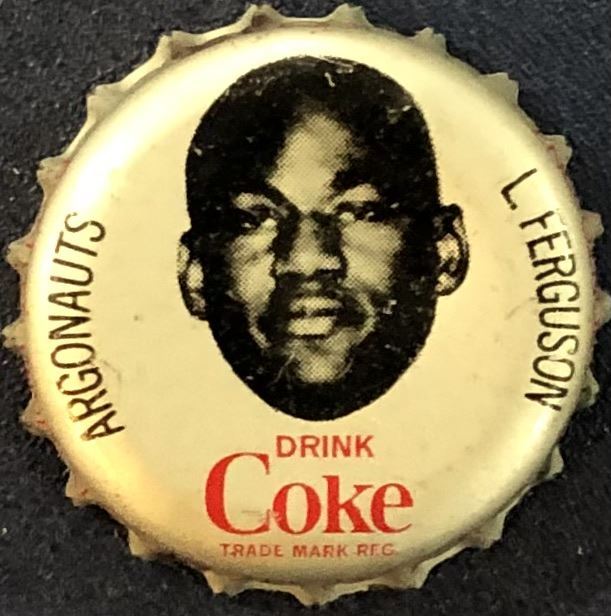 ARGONAUTS
L. FERGUSON
DRINK
Coke
TRADE MARK REG.